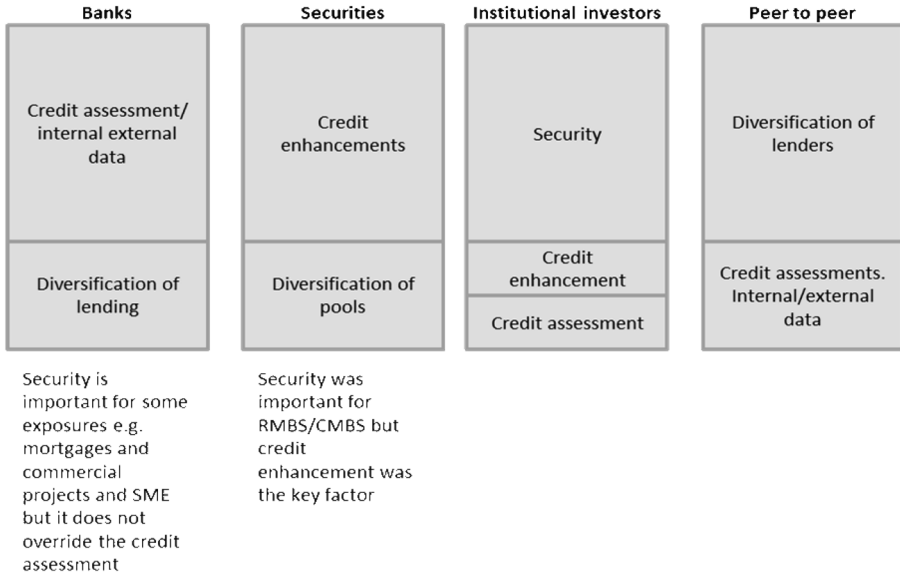 Banks
Credit assessment/
internal external
data
Diversification of
lending
Security is
important for some
exposures e.g.
mortgages and
commercial
projects and SME
but it does not
override the credit
assessment
Securities
Credit
enhancements
Diversification of
pools
Security was
important for
RMBS/CMBS but
credit
enhancement was
the key factor
Institutional investors
Security
Credit
enhancement
Credit assessment
Peer to peer
Diversification of
lenders
Credit assessments.
Internal/external
data